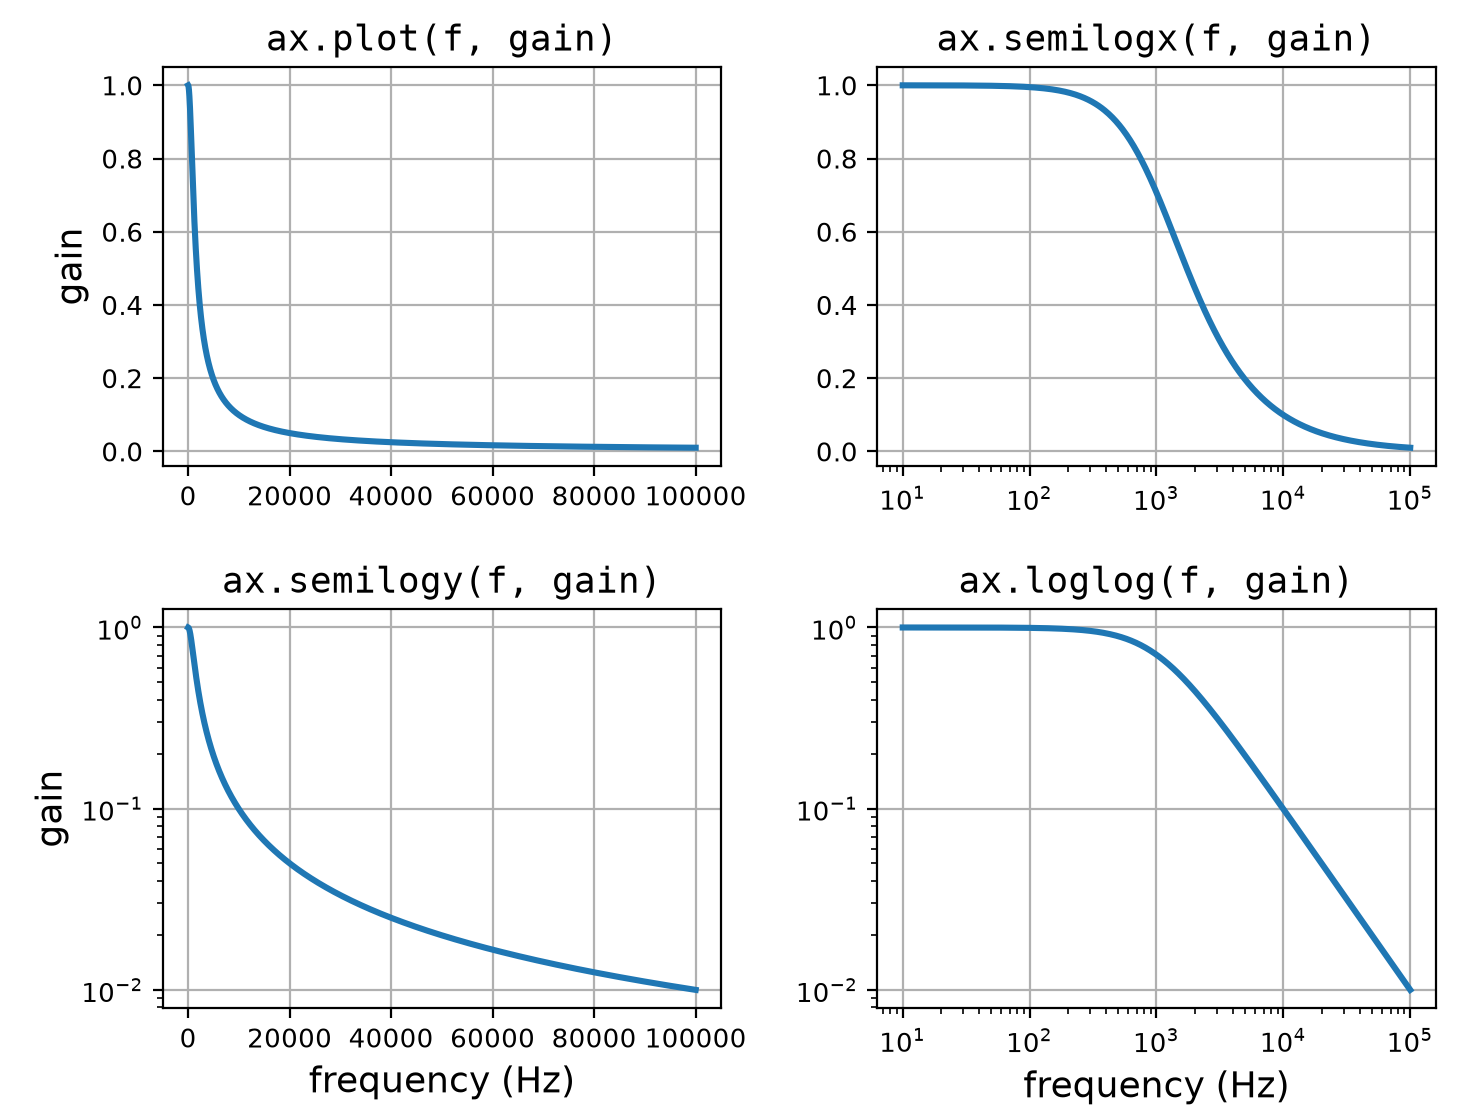 ax.plot(f, gain)
gain
1.0
0.8
0.6
0.4
0.2
0.0
0 20000 40000 60000 80000 100000
ax.semilogx(f, gain)
1.0
0.8
0.6
0.4
0.2
0.0
10¹ 10² 10³ 10⁴ 10⁵
ax.semilogy(f, gain)
gain
10⁰
10⁻¹
10⁻²
0 20000 40000 60000 80000 100000
frequency (Hz)
ax.loglog(f, gain)
10⁰
10⁻¹
10⁻²
10¹ 10² 10³ 10⁴ 10⁵
frequency (Hz)